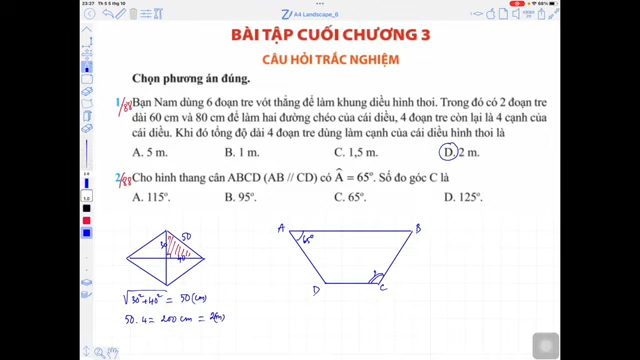 23:27 Th 5 5 thg 10
A4 Landscape_6
BÀI TẬP CUỐI CHƯƠNG 3
CÂU HỎI TRẮC NGHIỆM
Chọn phương án đúng.
1/88 Bạn Nam dùng 6 đoạn tre vót thẳng để làm khung diều hình thoi. Trong đó có 2 đoạn tre
dài 60 cm và 80 cm để làm hai đường chéo của cái diều, 4 đoạn tre còn lại là 4 cạnh của
cái diều. Khi đó tổng độ dài 4 đoạn tre dùng làm cạnh của cái diều hình thoi là
A. 5 m. B. 1 m. C. 1,5 m. D. 2 m.
2/88 Cho hình thang cân ABCD (AB // CD) có Â = 65°. Số đo góc C là
A. 115°. B. 95°. C. 65°. D. 125°.
30 50
40
√30² + 40² = 50 (cm)
50 . 4 = 200 cm = 2(m)
A B
65°
?
D C